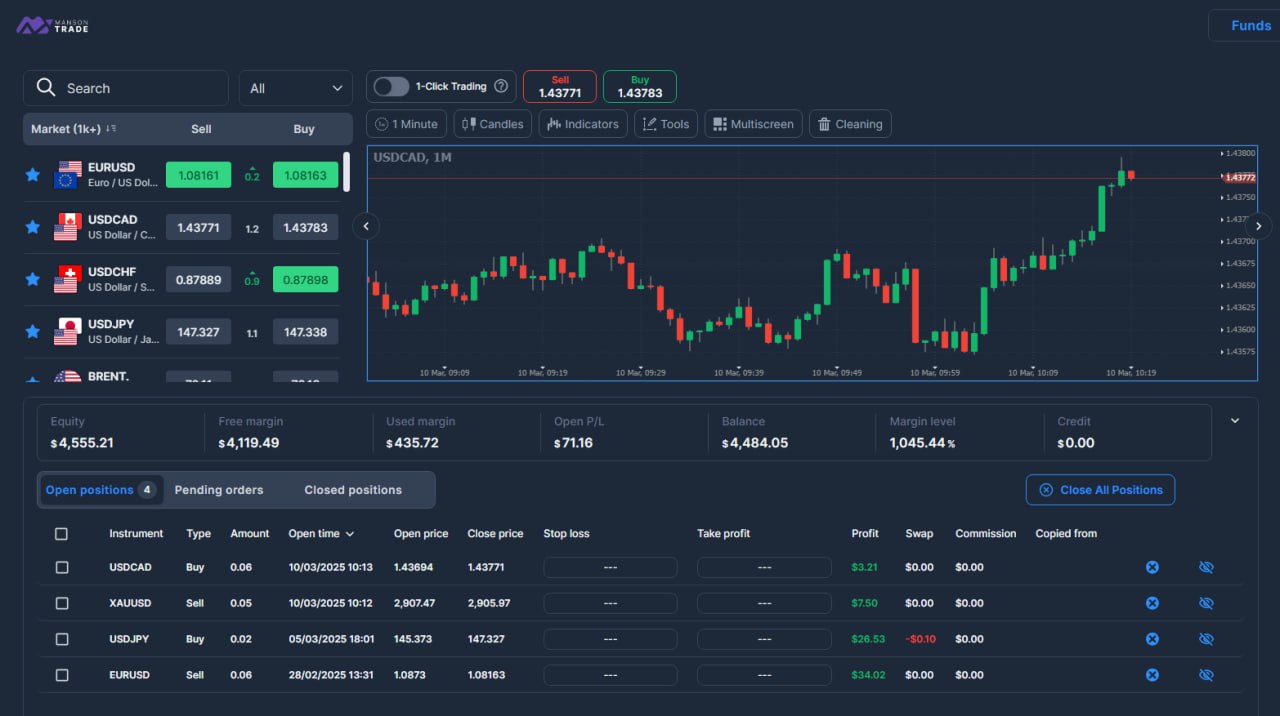 MANSON
TRADE
Funds
Search
All
1-Click Trading
Sell
1.43771
Buy
1.43783
Market (1k+)
Sell
Buy
1 Minute
Candles
Indicators
Tools
Multiscreen
Cleaning
EURUSD
Euro / US Dol...
1.08161
0.2
1.08163
USDCAD
US Dollar / C...
1.43771
1.2
1.43783
USDCHF
US Dollar / S...
0.87889
0.9
0.87898
USDJPY
US Dollar / Ja...
147.327
1.1
147.338
BRENT.
USDCAD, 1M
1.43800
1.43772
1.43750
1.43700
1.43675
1.43650
1.43625
1.43600
1.43575
10 Mar, 09:09
10 Mar, 09:19
10 Mar, 09:29
10 Mar, 09:39
10 Mar, 09:49
10 Mar, 09:59
10 Mar, 10:09
10 Mar, 10:19
Equity
$4,555.21
Free margin
$4,119.49
Used margin
$435.72
Open P/L
$71.16
Balance
$4,484.05
Margin level
1,045.44%
Credit
$0.00
Open positions 4
Pending orders
Closed positions
Close All Positions
Instrument Type Amount Open time Open price Close price Stop loss Take profit Profit Swap Commission Copied from
USDCAD Buy 0.06 10/03/2025 10:13 1.43694 1.43771 --- --- $3.21 $0.00 $0.00
XAUUSD Sell 0.05 10/03/2025 10:12 2,907.47 2,905.97 --- --- $7.50 $0.00 $0.00
USDJPY Buy 0.02 05/03/2025 18:01 145.373 147.327 --- --- $26.53 -$0.10 $0.00
EURUSD Sell 0.06 28/02/2025 13:31 1.0873 1.08163 --- --- $34.02 $0.00 $0.00